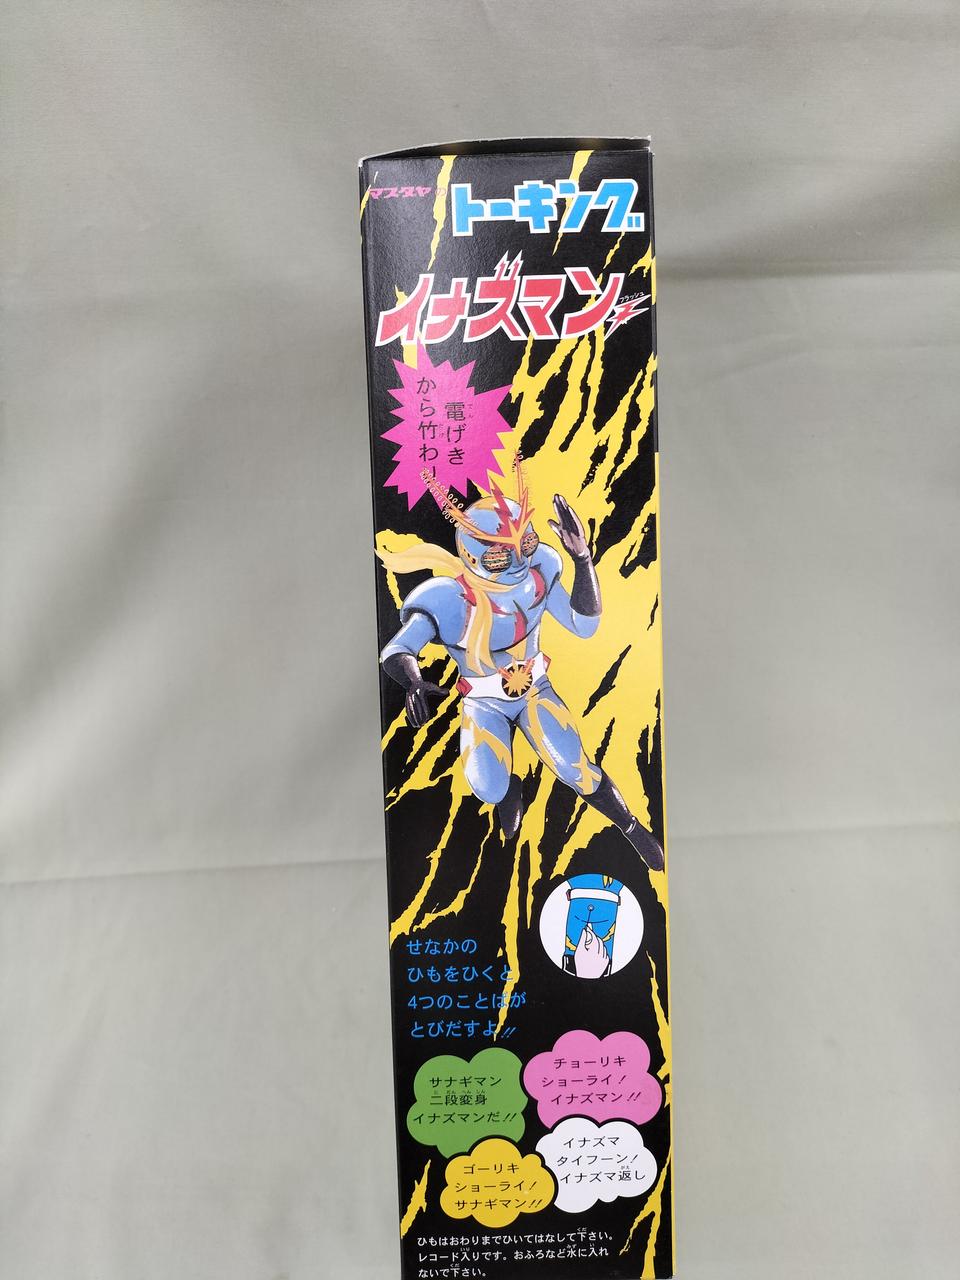 マスダヤの
トーキング
イナズマン
フラッシュ
電げき
から竹わり
せなかの
ひもをひくと
4つのことばが
とびだすよ!!
サナギマン
二段変身
イナズマンだ!!
チョーリキ
ショーライ!
イナズマン!!
ゴーリキ
ショーライ!
サナギマン!!
イナズマ
タイフーン!
イナズマ返し
ひもはおわりまでひいてはなして下さい。
レコード入りです。おふろなど水に入れ
ないで下さい。